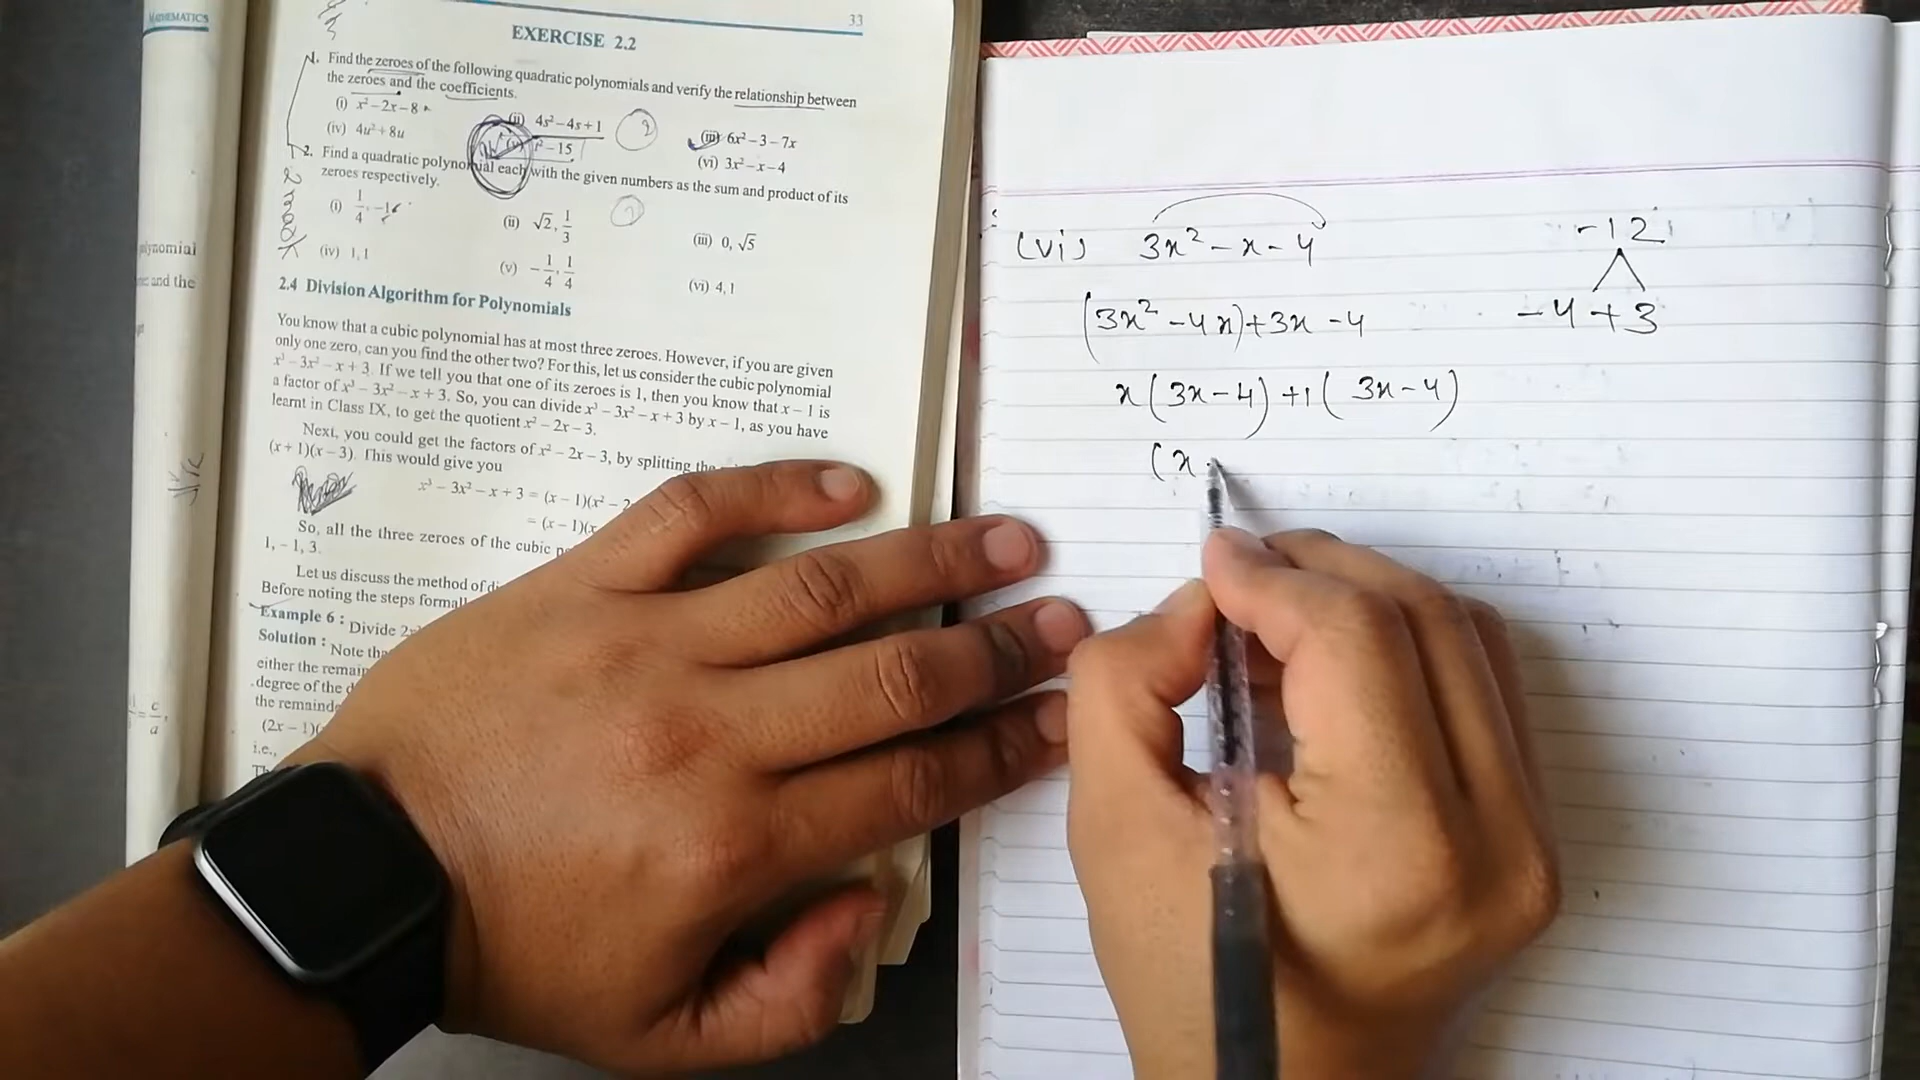 MATHEMATICS
33
EXERCISE 2.2
1. Find the zeroes of the following quadratic polynomials and verify the relationship between
the zeroes and the coefficients.
(i) x² – 2x – 8
(ii) 4s² – 4s + 1
(iii) 6x² – 3 – 7x
(iv) 4u² + 8u
t² – 15
(vi) 3x² – x – 4
2. Find a quadratic polynomial each with the given numbers as the sum and product of its
zeroes respectively.
(i) 1/4, –1
(ii) √2, 1/3
(iii) 0, √5
(iv) 1, 1
(v) –1/4, 1/4
(vi) 4, 1
2.4 Division Algorithm for Polynomials
You know that a cubic polynomial has at most three zeroes. However, if you are given
only one zero, can you find the other two? For this, let us consider the cubic polynomial
x³ – 3x² – x + 3. If we tell you that one of its zeroes is 1, then you know that x – 1 is
a factor of x³ – 3x² – x + 3. So, you can divide x³ – 3x² – x + 3 by x – 1, as you have
learnt in Class IX, to get the quotient x² – 2x – 3.
Next, you could get the factors of x² – 2x – 3, by splitting the
(x + 1)(x – 3). This would give you
x³ – 3x² – x + 3 = (x – 1)(x² – 2
= (x – 1)(x
So, all the three zeroes of the cubic
1, – 1, 3.
Let us discuss the method of
Before noting the steps
Example 6 : Divide
Solution : Note
either the
degree of the
the
(2x – 1)(
i.e.,
polynomial
and the
= c/a,
(vi) 3x² – x – 4
–12
(3x² – 4x) + 3x – 4
–4 + 3
x(3x – 4) + 1(3x – 4)
(x